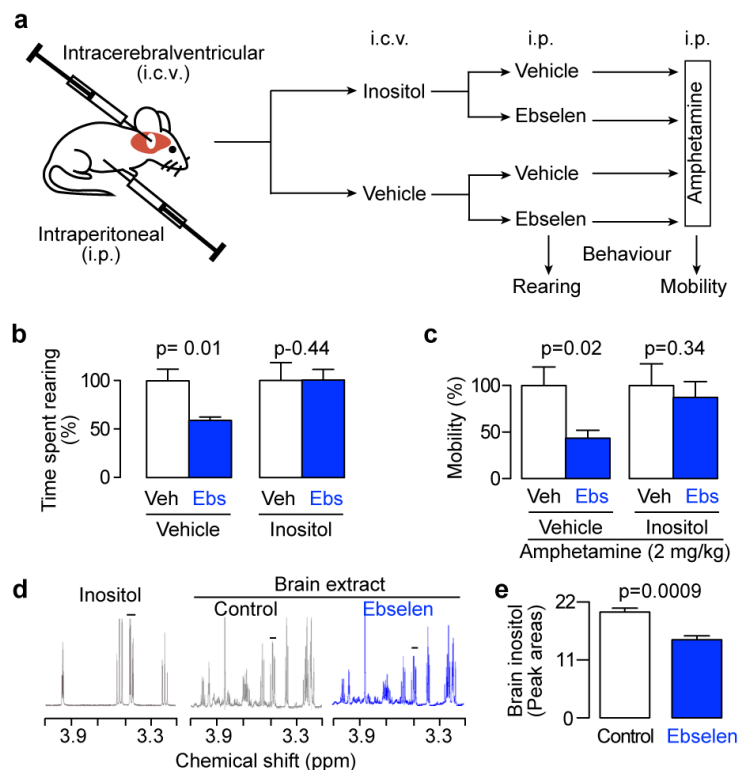 a
Intracerebralventricular
(i.c.v.)
Intraperitoneal
(i.p.)
i.c.v.
i.p.
i.p.
Inositol
Vehicle
Vehicle
Ebselen
Vehicle
Ebselen
Amphetamine
Behaviour
Rearing
Mobility
b
Time spent rearing
(%)
100
50
0
p= 0.01
p-0.44
Veh Ebs
Veh Ebs
Vehicle
Inositol
c
Mobility (%)
100
50
0
p=0.02
p=0.34
Veh Ebs
Veh Ebs
Vehicle
Inositol
Amphetamine (2 mg/kg)
d
Brain extract
Inositol
Control
Ebselen
3.9 3.3
3.9 3.3
3.9 3.3
Chemical shift (ppm)
e
Brain inositol
(Peak areas)
22
11
0
p=0.0009
Control Ebselen